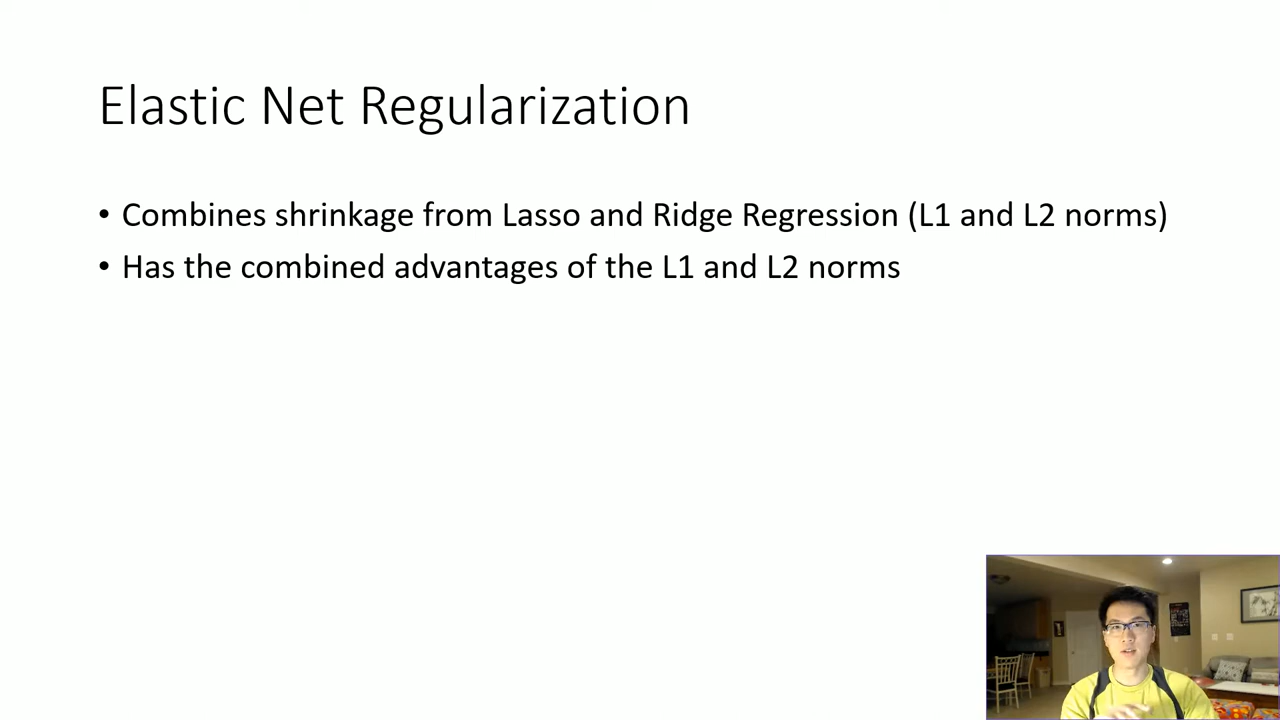 Elastic Net Regularization
• Combines shrinkage from Lasso and Ridge Regression (L1 and L2 norms)
• Has the combined advantages of the L1 and L2 norms